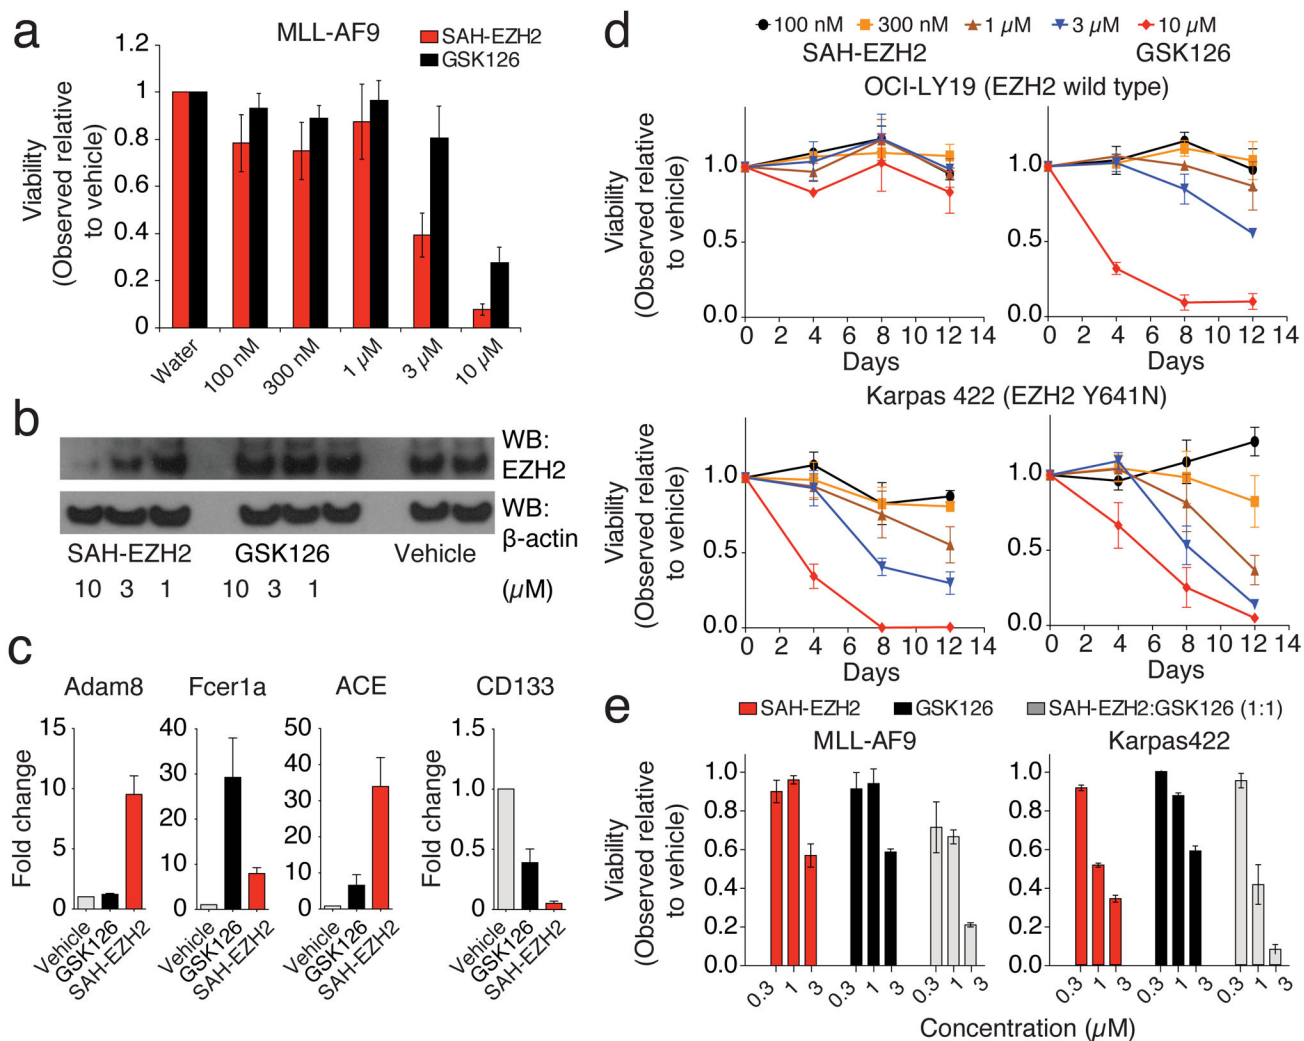 a
MLL-AF9
SAH-EZH2
GSK126
Viability
(Observed relative
to vehicle)
1.2
1
0.8
0.6
0.4
0.2
0
Water
100 nM
300 nM
1 µM
3 µM
10 µM
b
WB:
EZH2
WB:
β-actin
SAH-EZH2 GSK126 Vehicle
10 3 1 10 3 1 (µM)
c
Adam8
Fold change
15
10
5
0
Vehicle
GSK126
SAH-EZH2
Fcer1a
40
30
20
10
0
Vehicle
GSK126
SAH-EZH2
ACE
50
40
30
20
10
0
Vehicle
GSK126
SAH-EZH2
CD133
Fold change
1.5
1.0
0.5
0
Vehicle
GSK126
SAH-EZH2
d
100 nM 300 nM 1 µM 3 µM 10 µM
SAH-EZH2 GSK126
OCI-LY19 (EZH2 wild type)
Viability
(Observed relative
to vehicle)
1.0
0.5
0.0
0 2 4 6 8 10 12 14
Days
1.0
0.5
0.0
0 2 4 6 8 10 12 14
Days
Karpas 422 (EZH2 Y641N)
Viability
(Observed relative
to vehicle)
1.0
0.5
0.0
0 2 4 6 8 10 12 14
Days
1.0
0.5
0.0
0 2 4 6 8 10 12 14
Days
e
SAH-EZH2 GSK126 SAH-EZH2:GSK126 (1:1)
MLL-AF9
Viability
(Observed relative
to vehicle)
1.0
0.8
0.6
0.4
0.2
0.0
0.3 1 3 0.3 1 3 0.3 1 3
Karpas422
1.0
0.8
0.6
0.4
0.2
0.0
0.3 1 3 0.3 1 3 0.3 1 3
Concentration (µM)